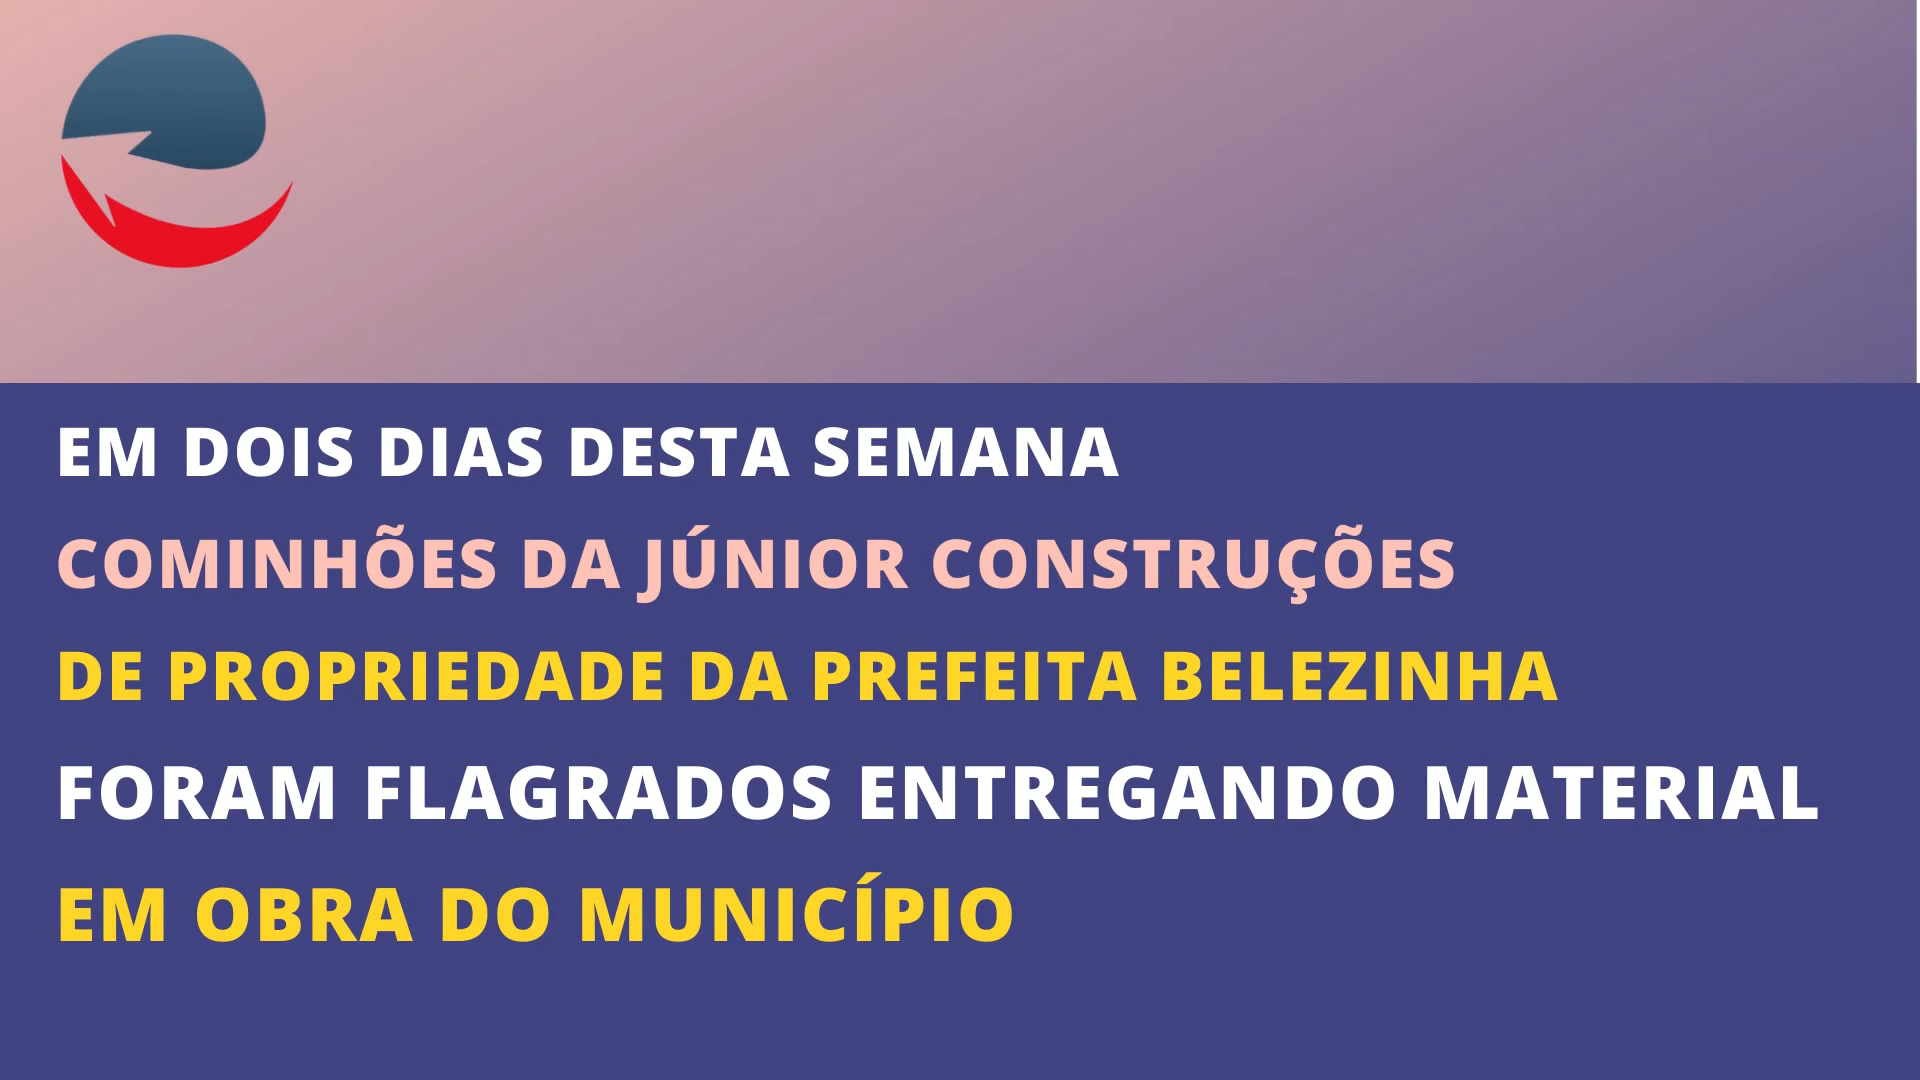 EM DOIS DIAS DESTA SEMANA
COMINHÕES DA JÚNIOR CONSTRUÇÕES
DE PROPRIEDADE DA PREFEITA BELEZINHA
FORAM FLAGRADOS ENTREGANDO MATERIAL
EM OBRA DO MUNICÍPIO